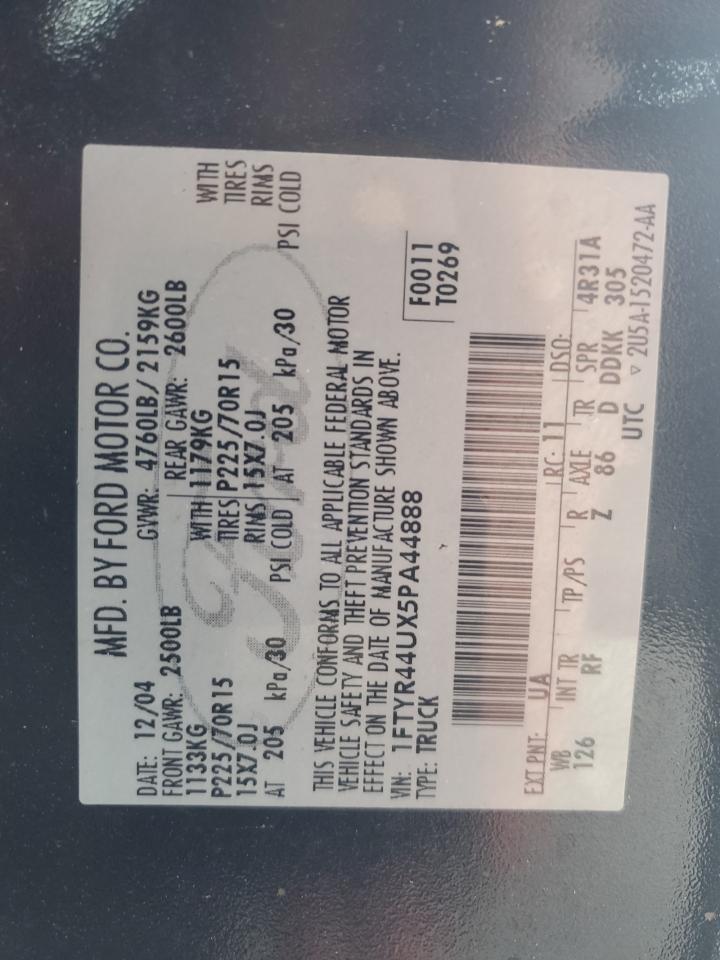 MFD. BY FORD MOTOR CO.
DATE: 12/04 GVWR: 4760LB/2159KG
FRONT GAWR: 2500LB REAR GAWR: 2600LB
1133KG WITH 1179KG WITH
P225/70R15 TIRES P225/70R15 TIRES
15X7.0J RIMS 15X7.0J RIMS
AT 205 kPa/30 PSI COLD AT 205 kPa/30 PSI COLD
Ford
THIS VEHICLE CONFORMS TO ALL APPLICABLE FEDERAL MOTOR
VEHICLE SAFETY AND THEFT PREVENTION STANDARDS IN
EFFECT ON THE DATE OF MANUFACTURE SHOWN ABOVE.
VIN: 1FTYR44UX5PA44888 F0011
TYPE: TRUCK T0269
EXT PNT: UA RC: 11 DSO:
WB INT TR TP/PS R AXLE TR SPR 4R31A
126 RF Z 86 D DDKK 305
UTC ▽ 2U5A-1520472-AA